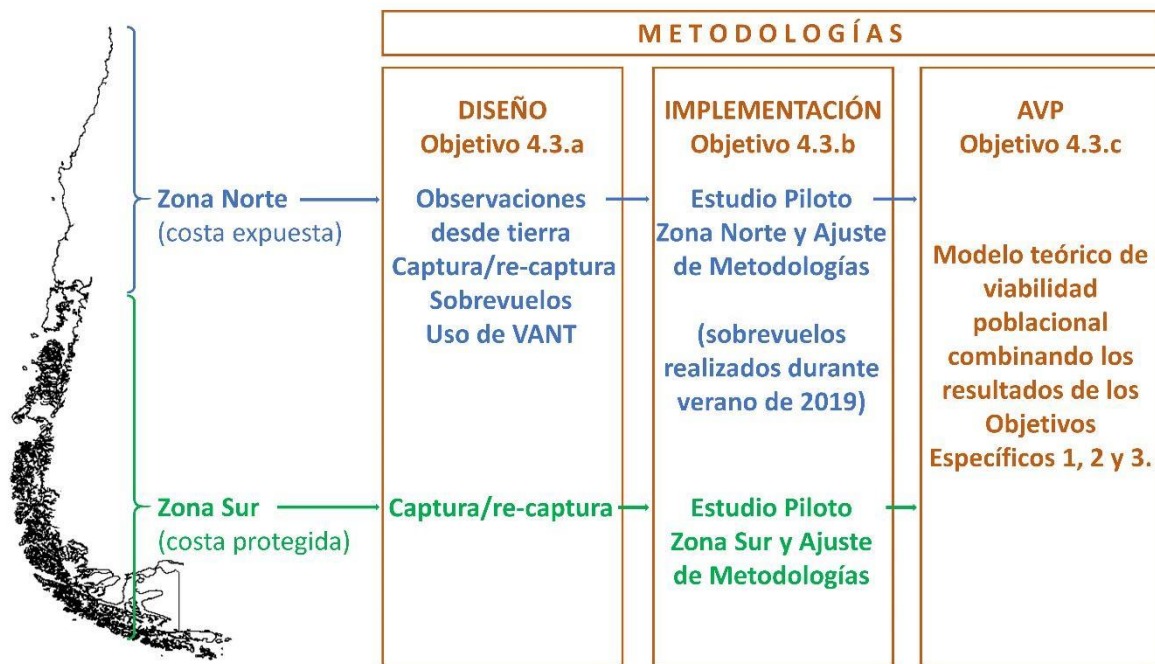 METODOLOGÍAS
DISEÑO
Objetivo 4.3.a
IMPLEMENTACIÓN
Objetivo 4.3.b
AVP
Objetivo 4.3.c
Zona Norte
(costa expuesta)
Observaciones
desde tierra
Captura/re-captura
Sobrevuelos
Uso de VANT
Estudio Piloto
Zona Norte y Ajuste
de Metodologías
(sobrevuelos
realizados durante
verano de 2019)
Modelo teórico de
viabilidad
poblacional
combinando los
resultados de los
Objetivos
Específicos 1, 2 y 3.
Zona Sur
(costa protegida)
Captura/re-captura
Estudio Piloto
Zona Sur y Ajuste
de Metodologías